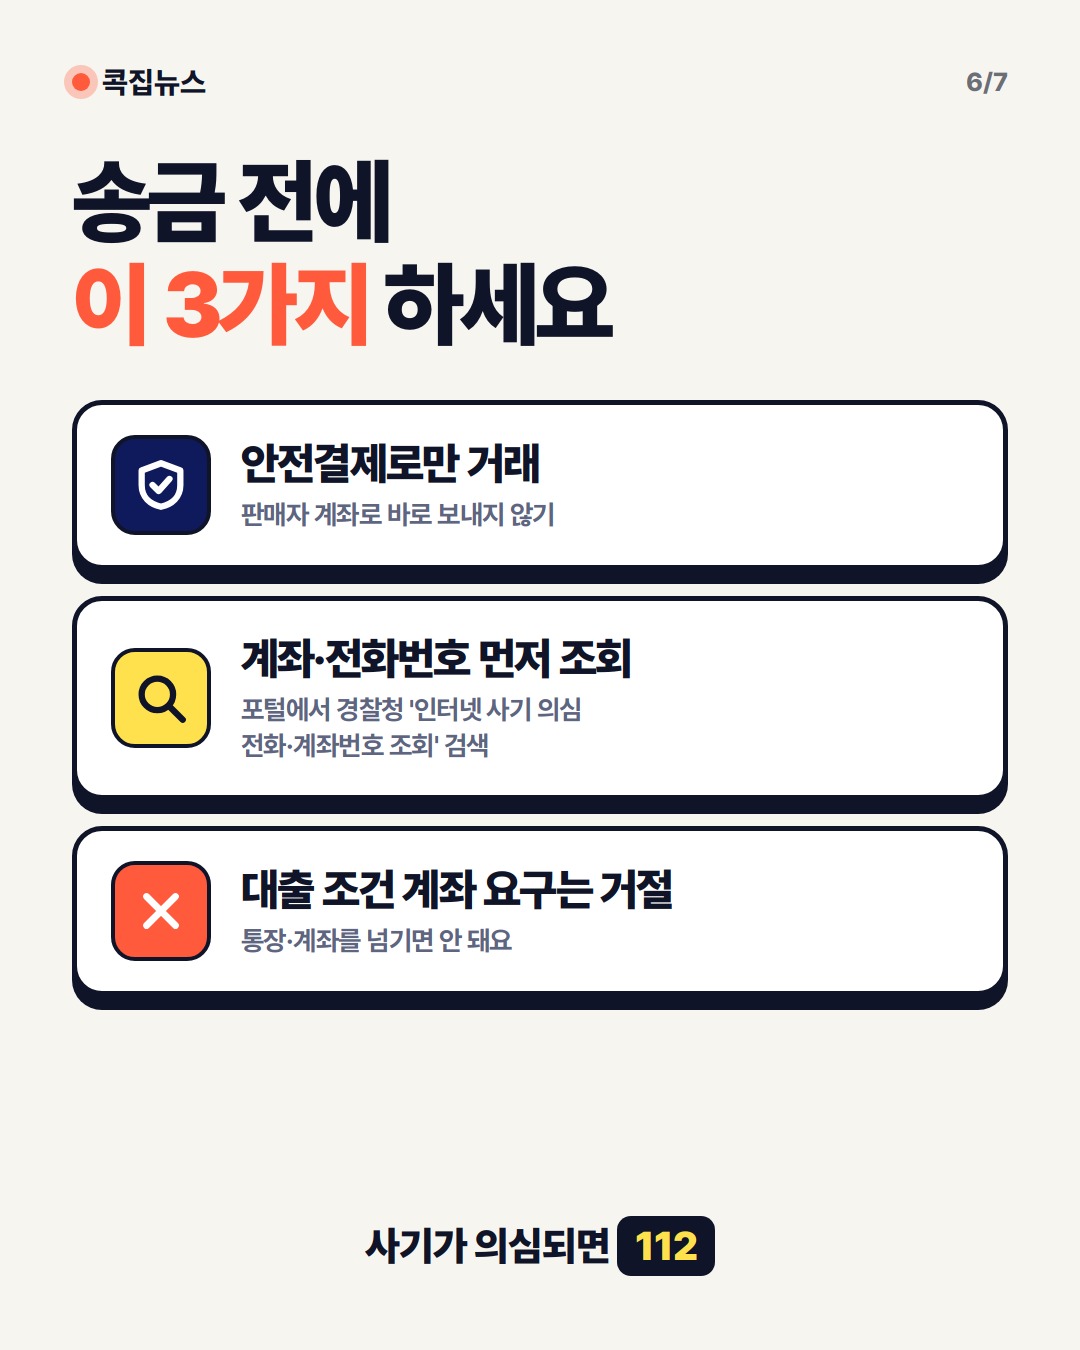 콕집뉴스
6/7
송금 전에
이 3가지 하세요
안전결제로만 거래
판매자 계좌로 바로 보내지 않기
계좌·전화번호 먼저 조회
포털에서 경찰청 '인터넷 사기 의심
전화·계좌번호 조회' 검색
대출 조건 계좌 요구는 거절
통장·계좌를 넘기면 안 돼요
사기가 의심되면 112